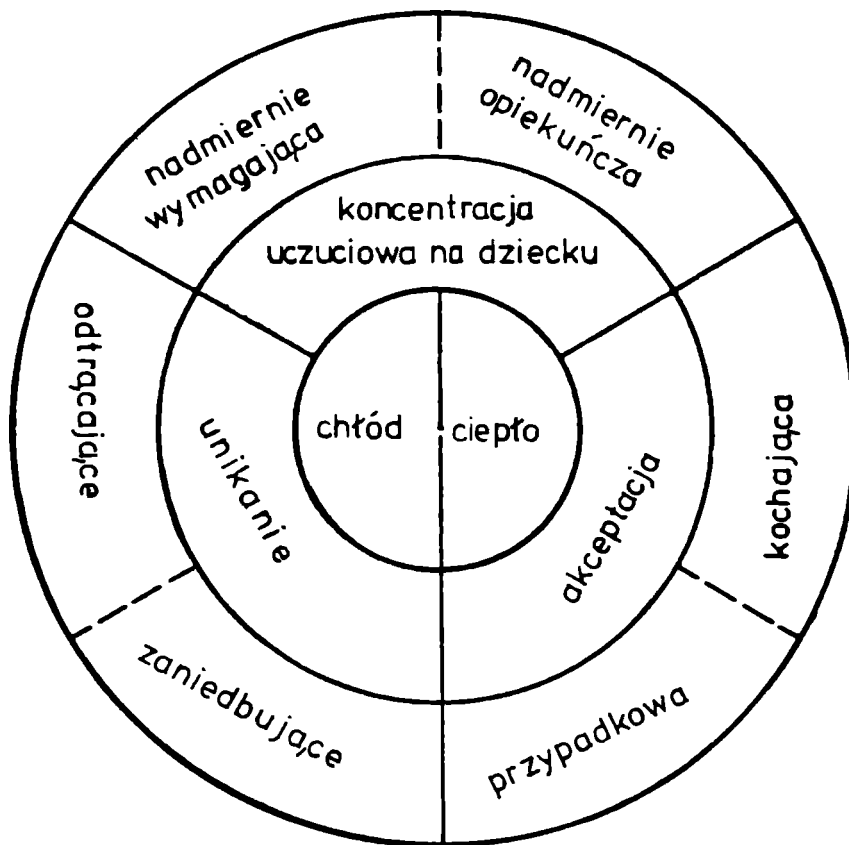 nadmiernie
wymagająca
nadmiernie
opiekuńcza
koncentracja
uczuciowa na dziecku
odtrącające
unikanie
chłód
ciepło
akceptacja
kochająca
zaniedbujące
przypadkowa